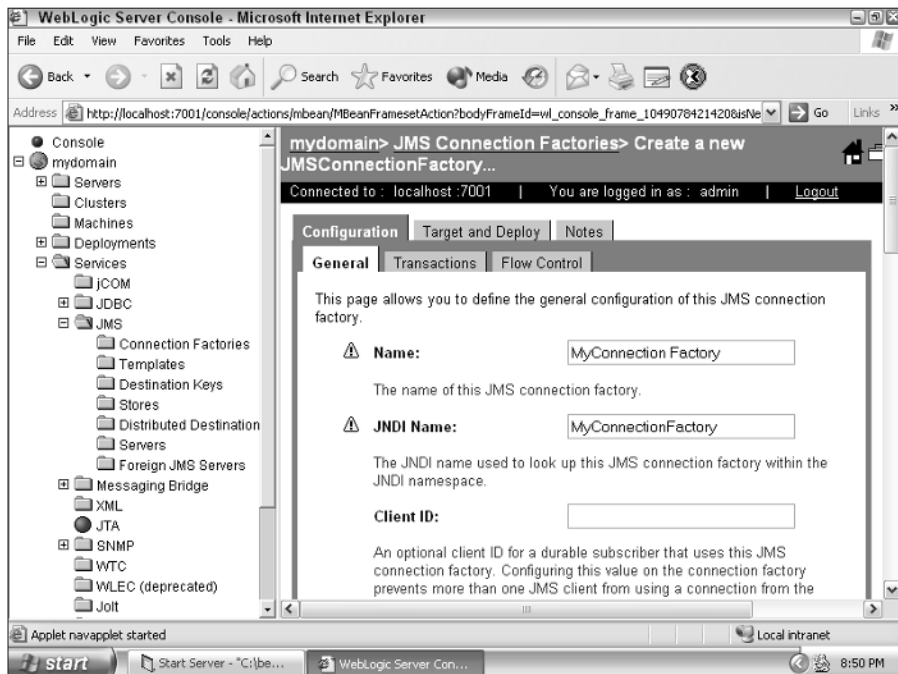 WebLogic Server Console - Microsoft Internet Explorer
File Edit View Favorites Tools Help
Back Search Favorites Media
Address http://localhost:7001/console/actions/mbean/MBeanFramesetAction?bodyFrameId=wl_console_frame_1049078421420&isNe Go Links »
Console
mydomain
Servers
Clusters
Machines
Deployments
Services
jCOM
JDBC
JMS
Connection Factories
Templates
Destination Keys
Stores
Distributed Destination
Servers
Foreign JMS Servers
Messaging Bridge
XML
JTA
SNMP
WTC
WLEC (deprecated)
Jolt
mydomain> JMS Connection Factories> Create a new
JMSConnectionFactory...
Connected to : localhost :7001 | You are logged in as : admin | Logout
Configuration Target and Deploy Notes
General Transactions Flow Control
This page allows you to define the general configuration of this JMS connection
factory.
Name: MyConnection Factory
The name of this JMS connection factory.
JNDI Name: MyConnectionFactory
The JNDI name used to look up this JMS connection factory within the
JNDI namespace.
Client ID:
An optional client ID for a durable subscriber that uses this JMS
connection factory. Configuring this value on the connection factory
prevents more than one JMS client from using a connection from the
Applet navapplet started Local intranet
start Start Server - "C:\be... WebLogic Server Con... 8:50 PM